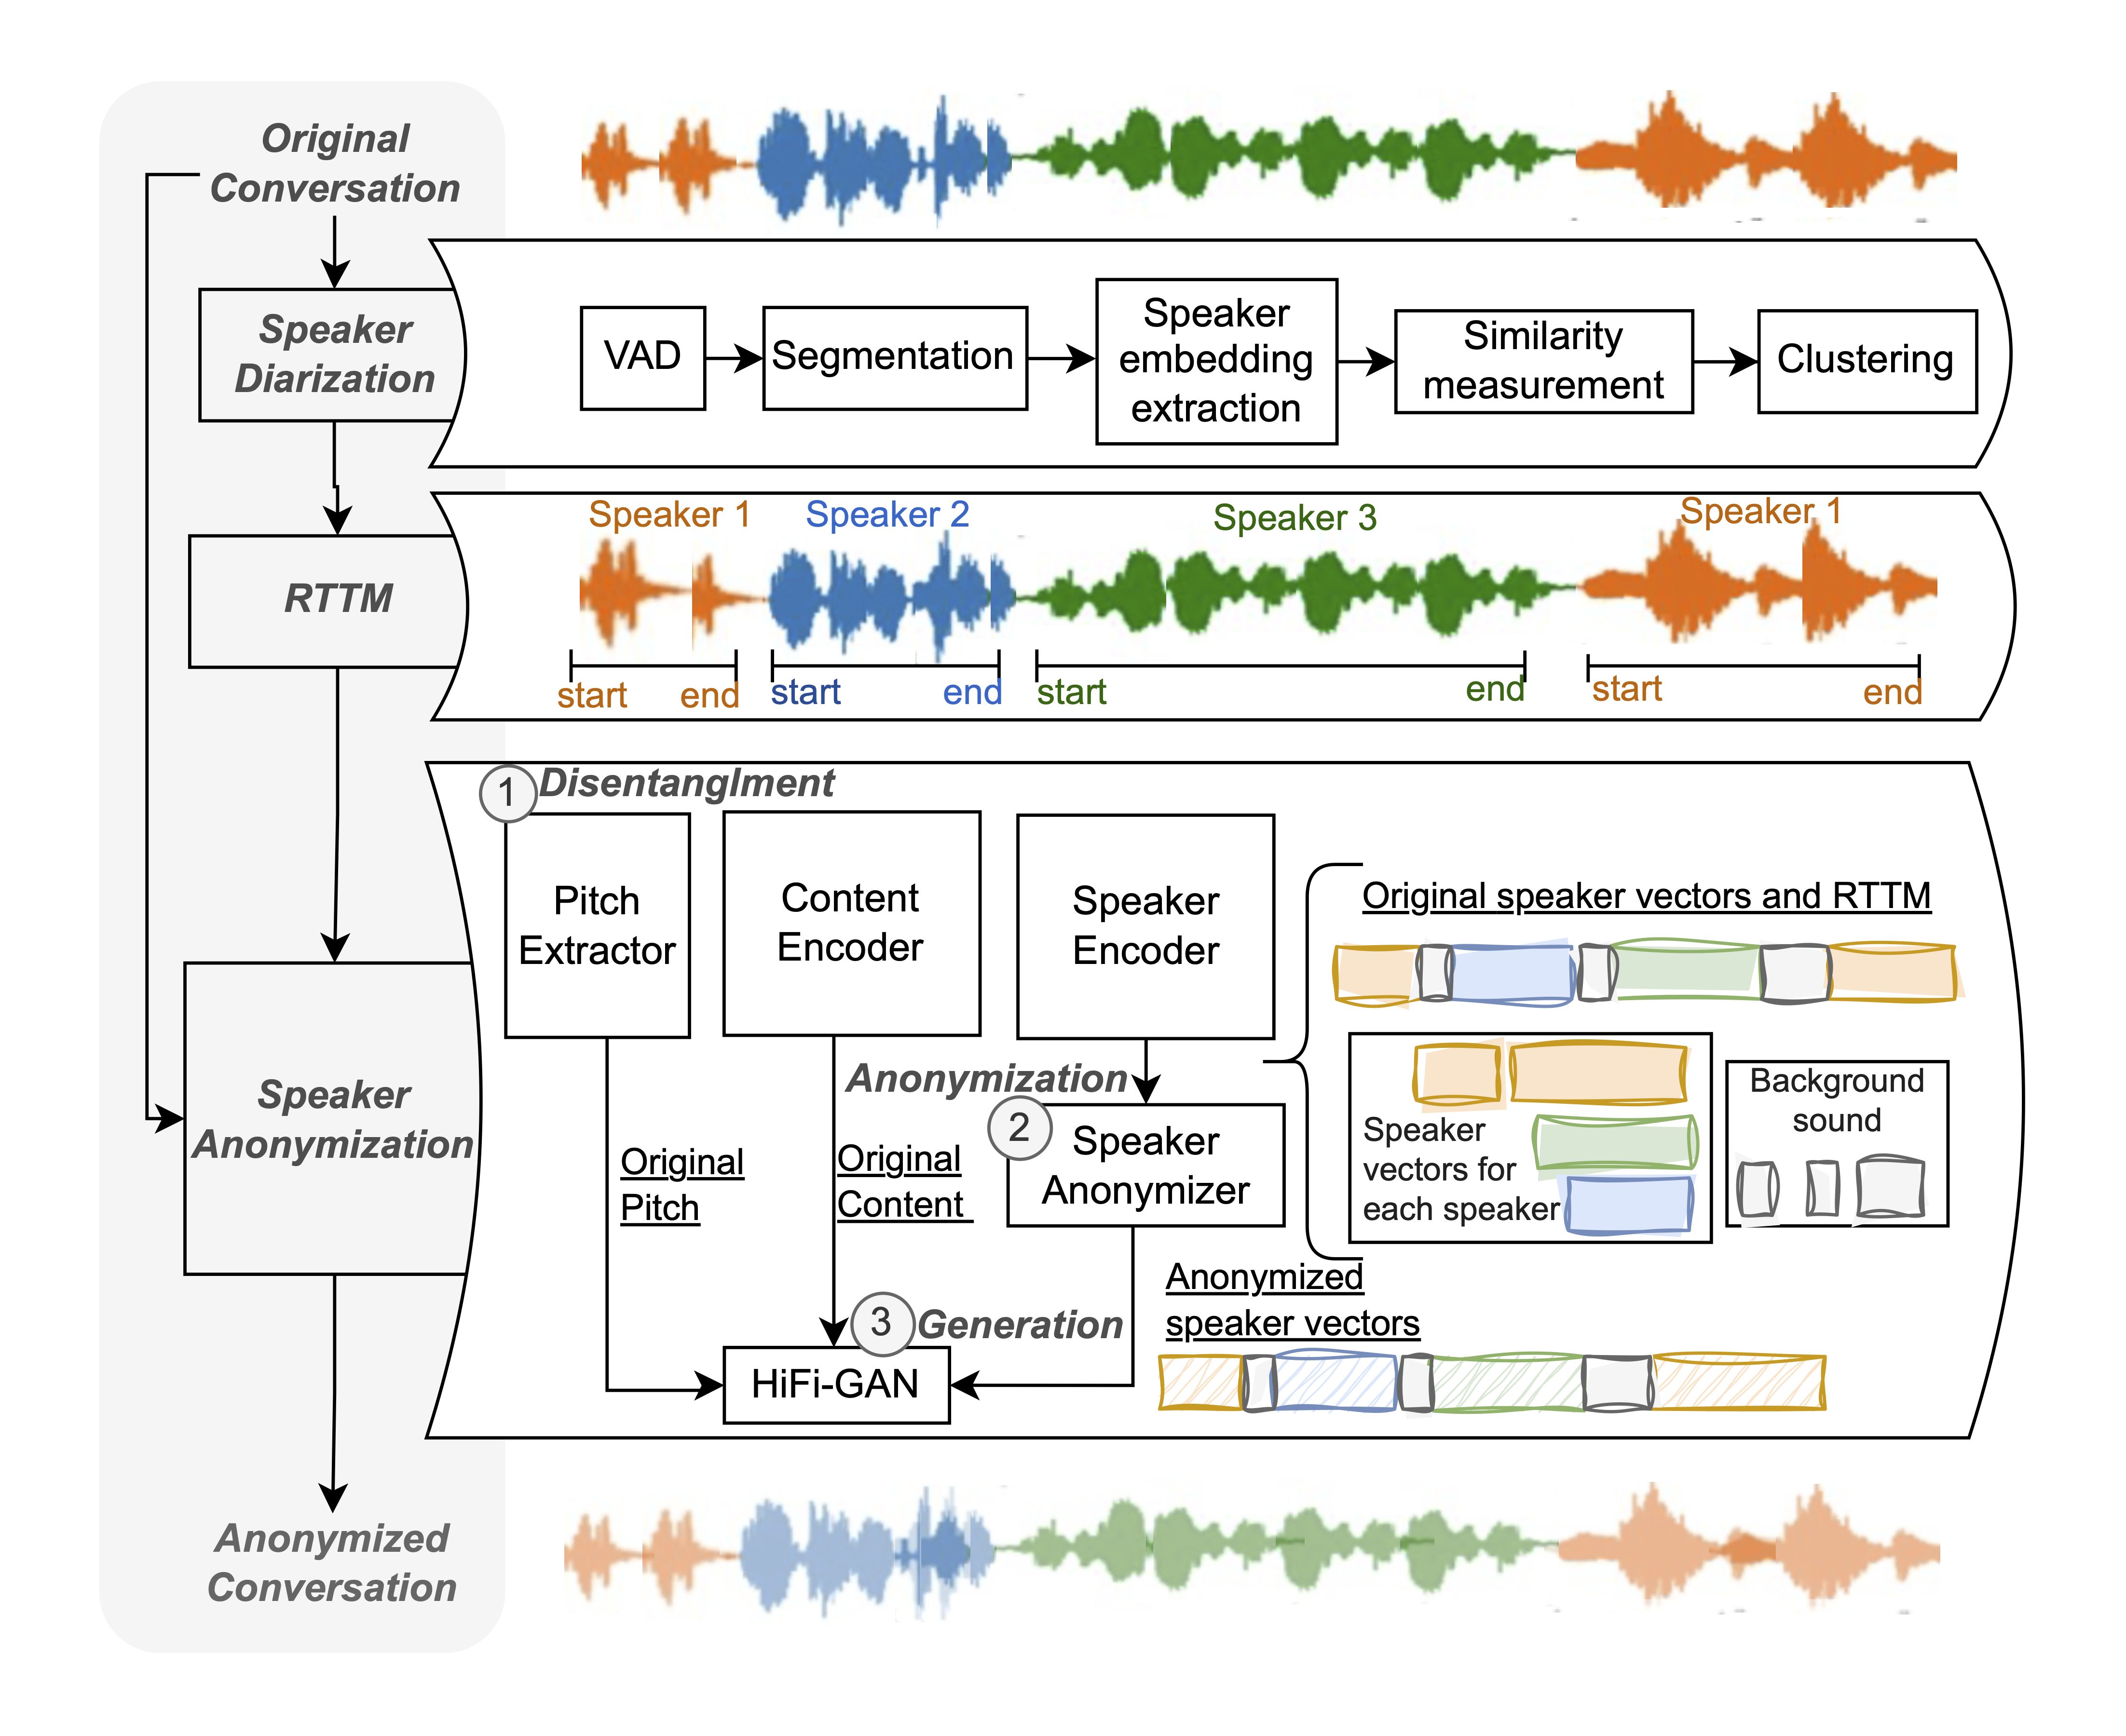 Original
Conversation
Speaker
Diarization
VAD
Segmentation
Speaker
embedding
extraction
Similarity
measurement
Clustering
RTTM
Speaker 1
Speaker 2
Speaker 3
Speaker 1
start
end
start
end
start
end
start
end
Speaker
Anonymization
1
Disentanglment
Pitch
Extractor
Content
Encoder
Speaker
Encoder
Original speaker vectors and RTTM
Anonymization
2
Speaker
Anonymizer
Speaker
vectors for
each speaker
Background
sound
Original
Pitch
Original
Content
Anonymized
speaker vectors
3
Generation
HiFi-GAN
Anonymized
Conversation